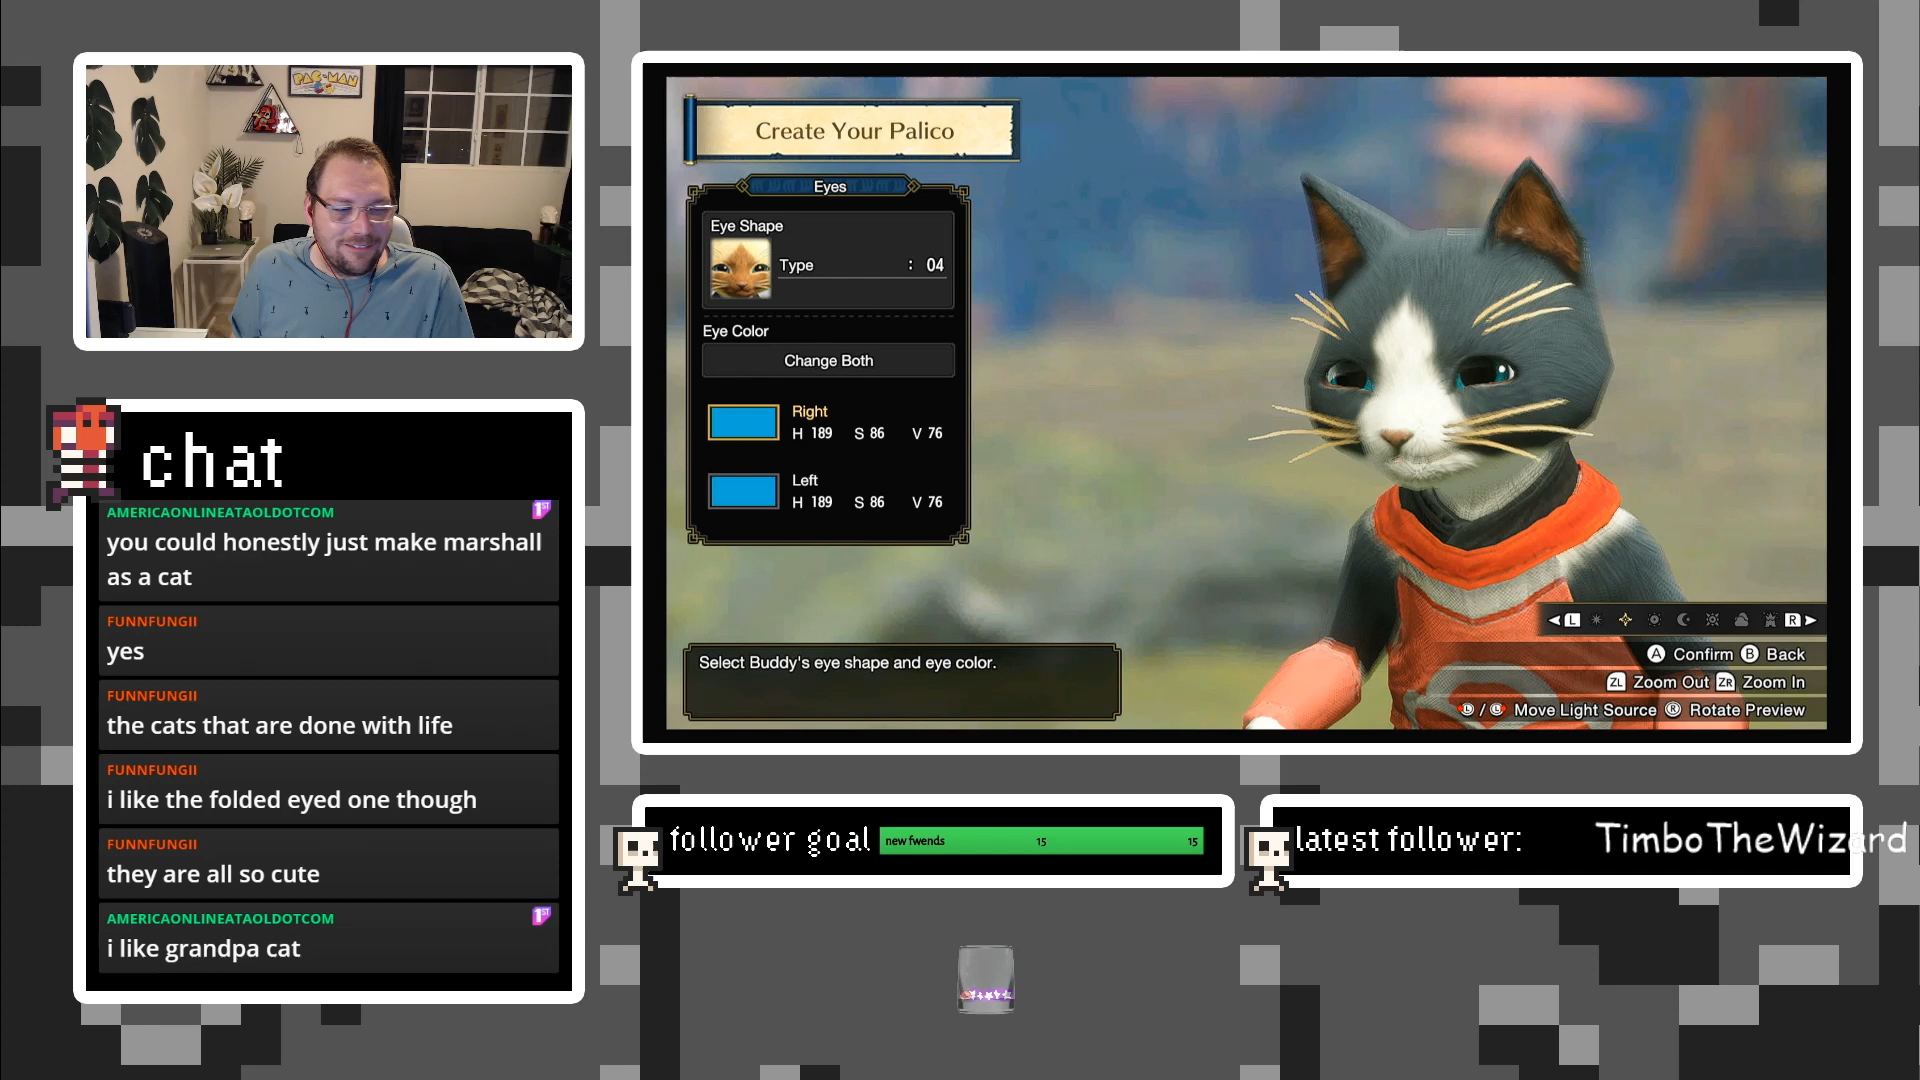 PAC-MAN
chat
AMERICAONLINEATAOLDOTCOM
1ST
you could honestly just make marshall
as a cat
FUNNFUNGII
yes
FUNNFUNGII
the cats that are done with life
FUNNFUNGII
i like the folded eyed one though
FUNNFUNGII
they are all so cute
AMERICAONLINEATAOLDOTCOM
1ST
i like grandpa cat
Create Your Palico
Eyes
Eye Shape
Type : 04
Eye Color
Change Both
Right
H 189 S 86 V 76
Left
H 189 S 86 V 76
Select Buddy's eye shape and eye color.
L R
A Confirm B Back
ZL Zoom Out ZR Zoom In
L / L Move Light Source R Rotate Preview
follower goal new fwends 15 15
latest follower: TimboTheWizard